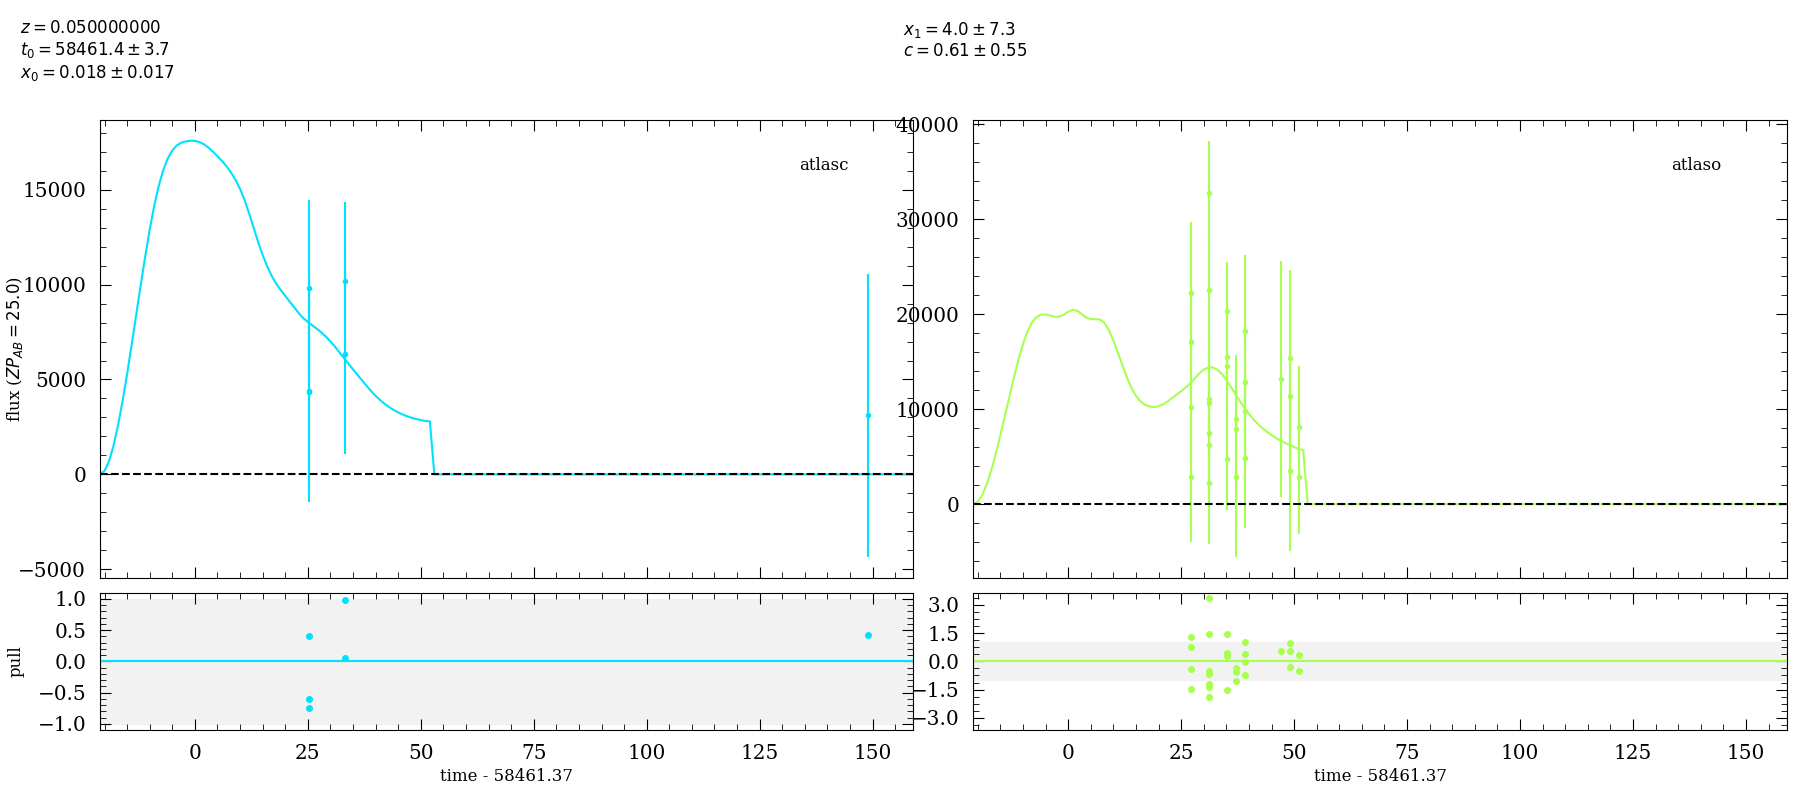 z = 0.050000000
t₀ = 58461.4 ± 3.7
x₀ = 0.018 ± 0.017
x₁ = 4.0 ± 7.3
c = 0.61 ± 0.55
atlasc
15000
10000
5000
0
−5000
flux (ZP_AB = 25.0)
1.0
0.5
0.0
−0.5
−1.0
pull
0 25 50 75 100 125 150
time - 58461.37
atlaso
40000
30000
20000
10000
0
3.0
1.5
0.0
−1.5
−3.0
0 25 50 75 100 125 150
time - 58461.37